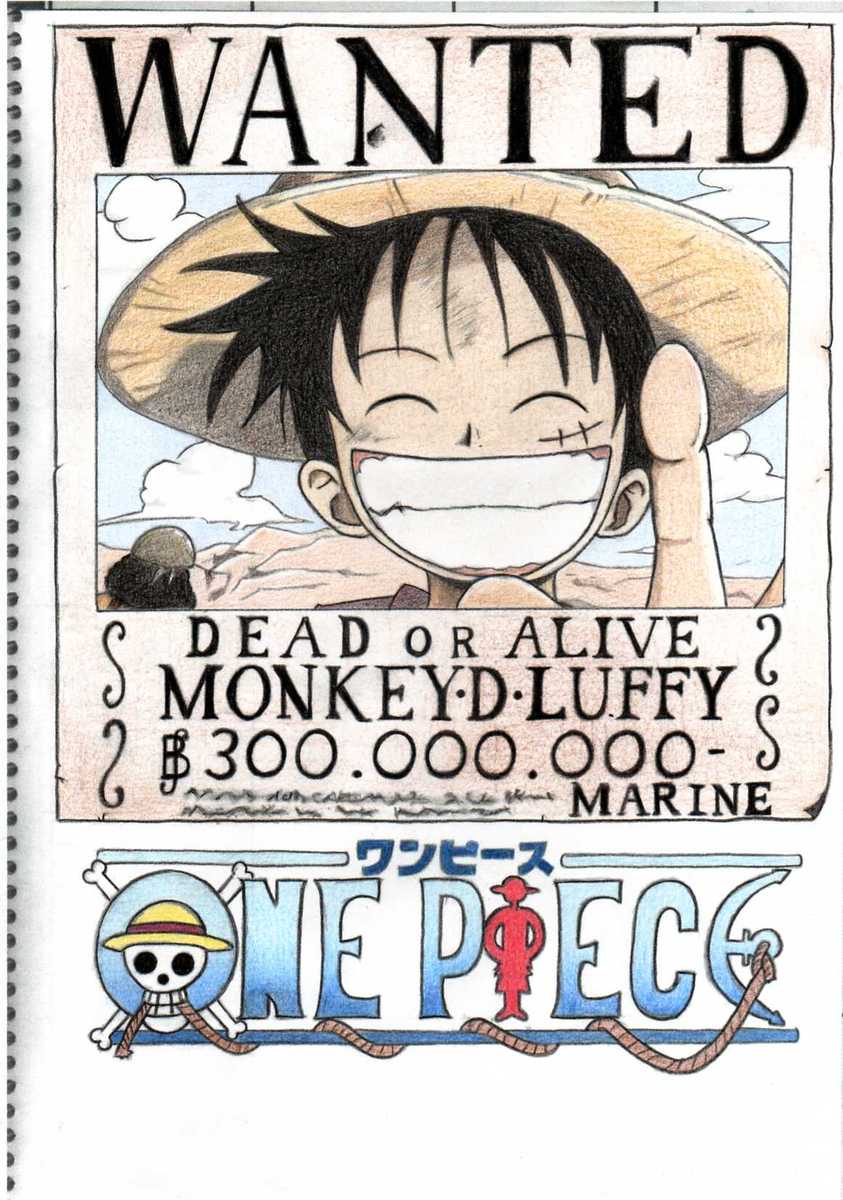 WANTED
DEAD OR ALIVE
MONKEY·D·LUFFY
฿300.000.000-
MARINE
ワンピース
ONE PIECE